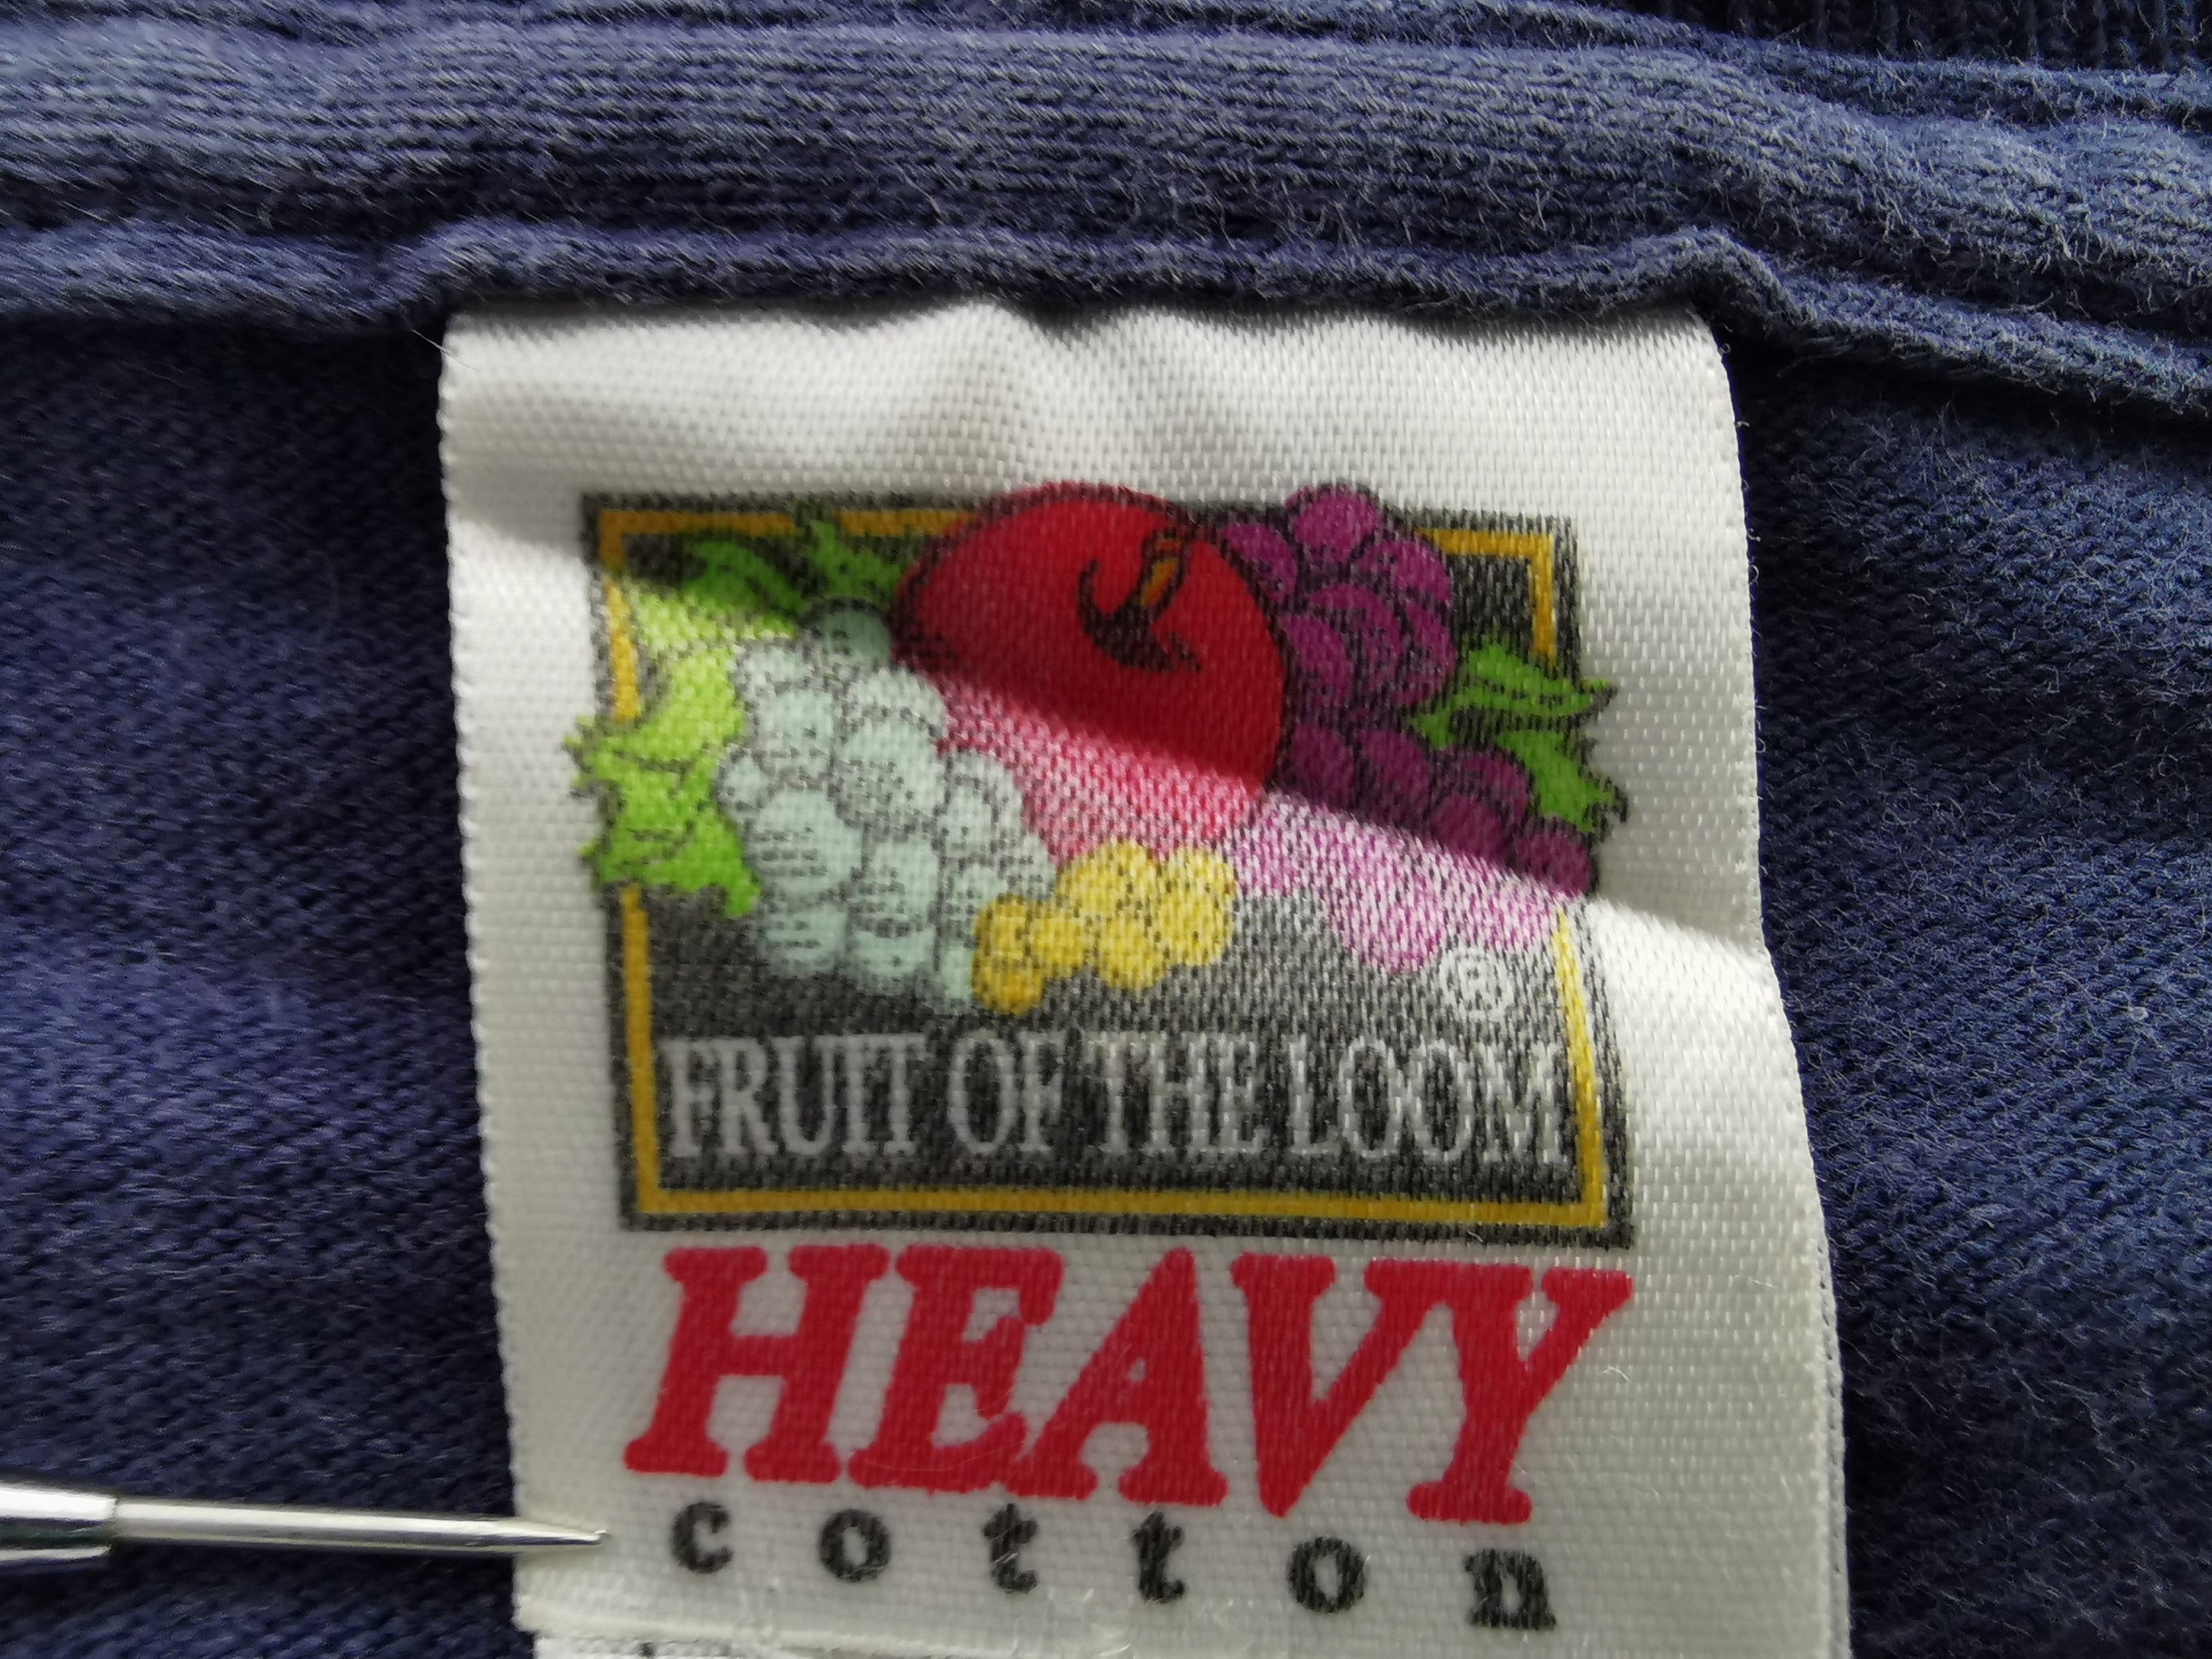 ®
FRUIT OF THE LOOM
HEAVY
cotton